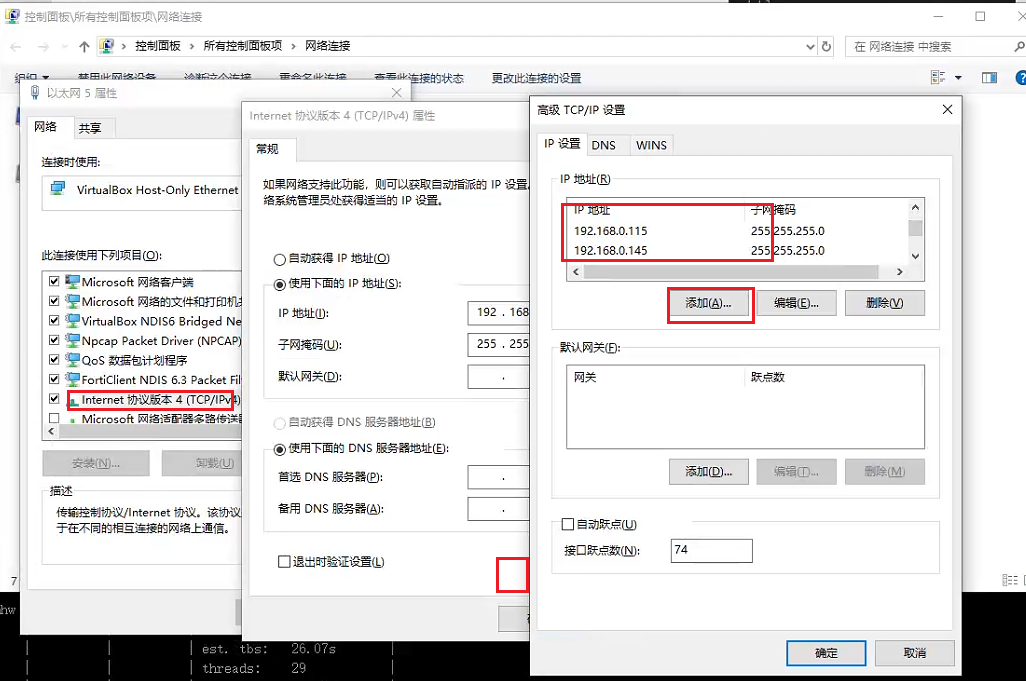 控制面板\所有控制面板项\网络连接
控制面板 › 所有控制面板项 › 网络连接
在 网络连接 中搜索
组织 禁用此网络设备 诊断这个连接 重命名此连接 查看此连接的状态 更改此连接的设置
以太网 5 属性
网络 共享
连接时使用:
VirtualBox Host-Only Ethernet
此连接使用下列项目(O):
Microsoft 网络客户端
Microsoft 网络的文件和打印机共
VirtualBox NDIS6 Bridged Ne
Npcap Packet Driver (NPCAP)
QoS 数据包计划程序
FortiClient NDIS 6.3 Packet Fil
Internet 协议版本 4 (TCP/IPv4)
Microsoft 网络适配器多路传送器
安装(N)... 卸载(U)
描述
传输控制协议/Internet 协议。该协议
于在不同的相互连接的网络上通信。
Internet 协议版本 4 (TCP/IPv4) 属性
常规
如果网络支持此功能，则可以获取自动指派的 IP 设置。
络系统管理员处获得适当的 IP 设置。
自动获得 IP 地址(O)
使用下面的 IP 地址(S):
IP 地址(I): 192 . 168
子网掩码(U): 255 . 255
默认网关(D): .
自动获得 DNS 服务器地址(B)
使用下面的 DNS 服务器地址(E):
首选 DNS 服务器(P): .
备用 DNS 服务器(A): .
退出时验证设置(L)
高级 TCP/IP 设置
IP 设置 DNS WINS
IP 地址(R)
IP 地址 子网掩码
192.168.0.115 255.255.255.0
192.168.0.145 255.255.255.0
添加(A)... 编辑(E)... 删除(V)
默认网关(F):
网关 跃点数
添加(D)... 编辑(T)... 删除(M)
自动跃点(U)
接口跃点数(N): 74
确定 取消
7
hw
| | | est. tbs: 26.07s |
| | | threads: 29 |